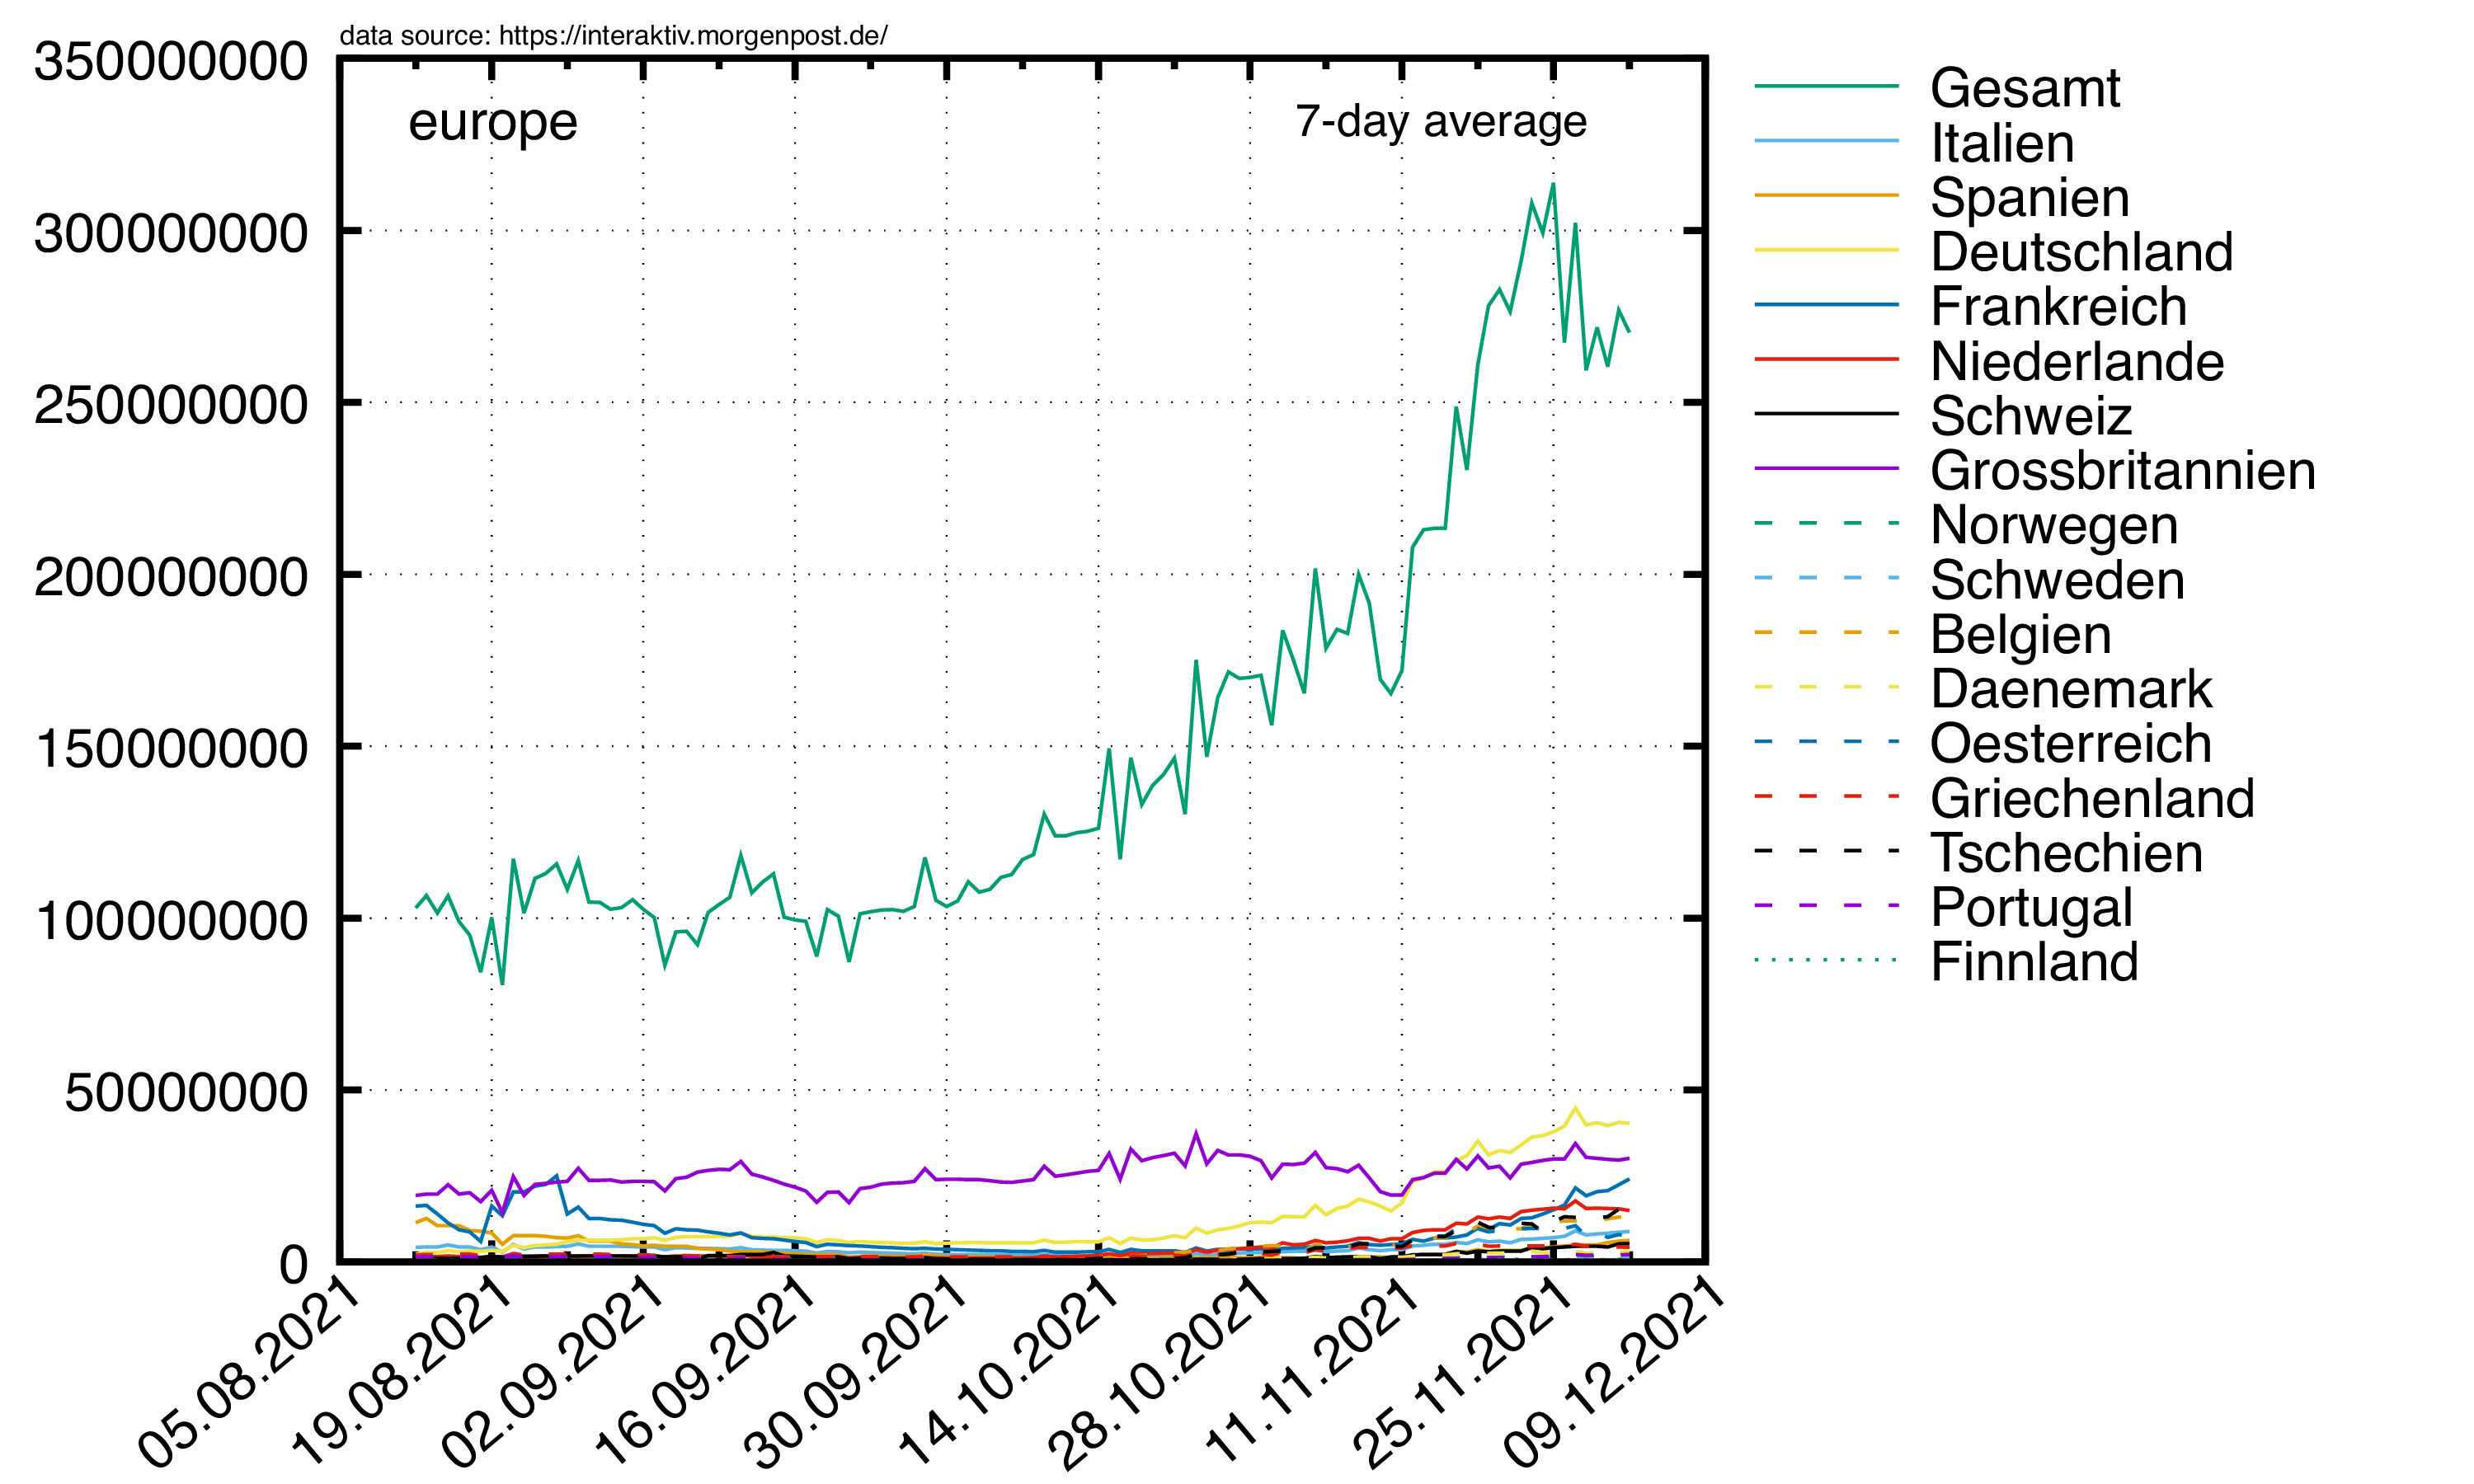 data source: https://interaktiv.morgenpost.de/
350000000
300000000
250000000
200000000
150000000
100000000
50000000
0
europe
7-day average
05.08.2021
19.08.2021
02.09.2021
16.09.2021
30.09.2021
14.10.2021
28.10.2021
11.11.2021
25.11.2021
09.12.2021
Gesamt
Italien
Spanien
Deutschland
Frankreich
Niederlande
Schweiz
Grossbritannien
Norwegen
Schweden
Belgien
Daenemark
Oesterreich
Griechenland
Tschechien
Portugal
Finnland